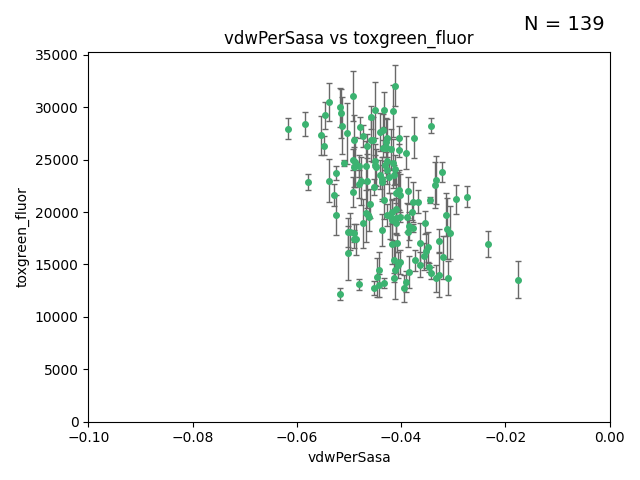 N = 139
vdwPerSasa vs toxgreen_fluor
toxgreen_fluor
35000
30000
25000
20000
15000
10000
5000
0
−0.10 −0.08 −0.06 −0.04 −0.02 0.00
vdwPerSasa